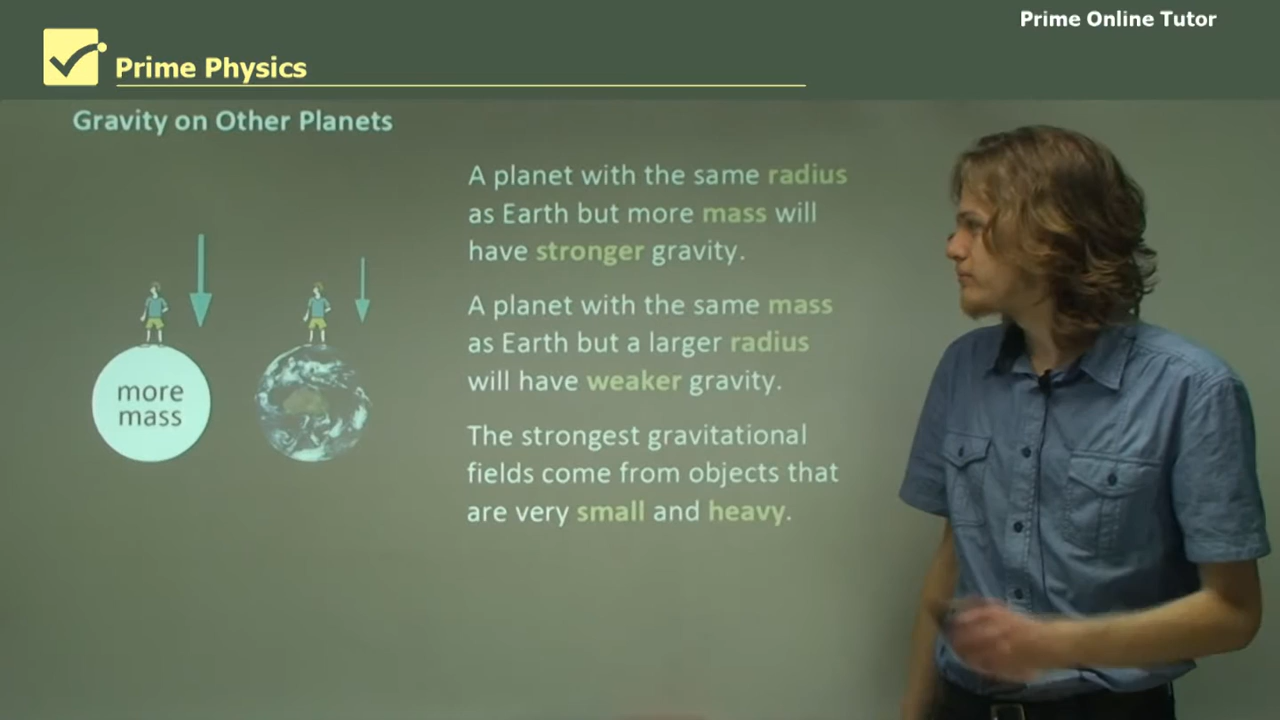 Prime Online Tutor
Prime Physics
Gravity on Other Planets
A planet with the same radius
as Earth but more mass will
have stronger gravity.
A planet with the same mass
as Earth but a larger radius
will have weaker gravity.
The strongest gravitational
fields come from objects that
are very small and heavy.
more
mass